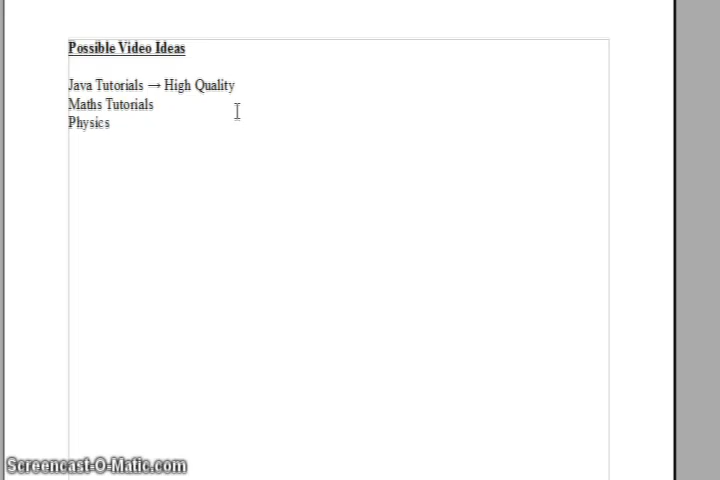 Possible Video Ideas
Java Tutorials → High Quality
Maths Tutorials
Physics
Screencast-O-Matic.com